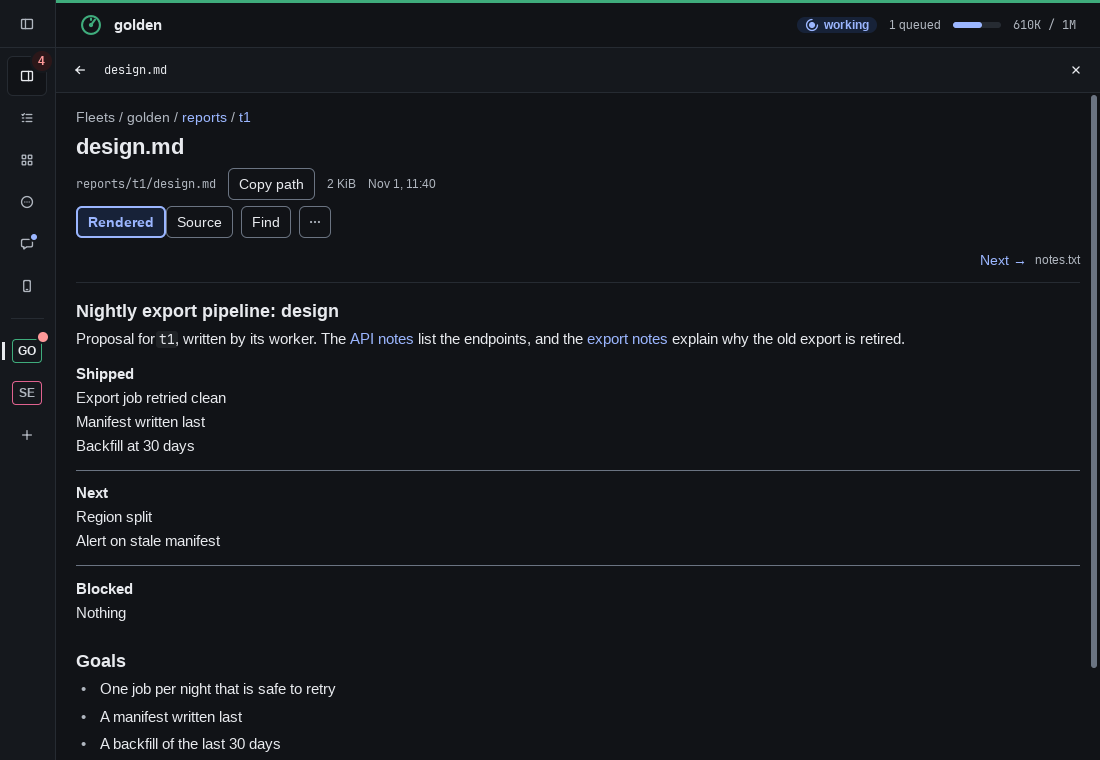 golden
working
1 queued
610K / 1M
4
design.md
Fleets / golden / reports / t1
design.md
reports/t1/design.md
Copy path
2 KiB
Nov 1, 11:40
Rendered
Source
Find
...
Next → notes.txt
Nightly export pipeline: design
Proposal for t1, written by its worker. The API notes list the endpoints, and the export notes explain why the old export is retired.
GO
Shipped
SE
Export job retried clean
Manifest written last
Backfill at 30 days
Next
Region split
Alert on stale manifest
Blocked
Nothing
Goals
• One job per night that is safe to retry
• A manifest written last
• A backfill of the last 30 days